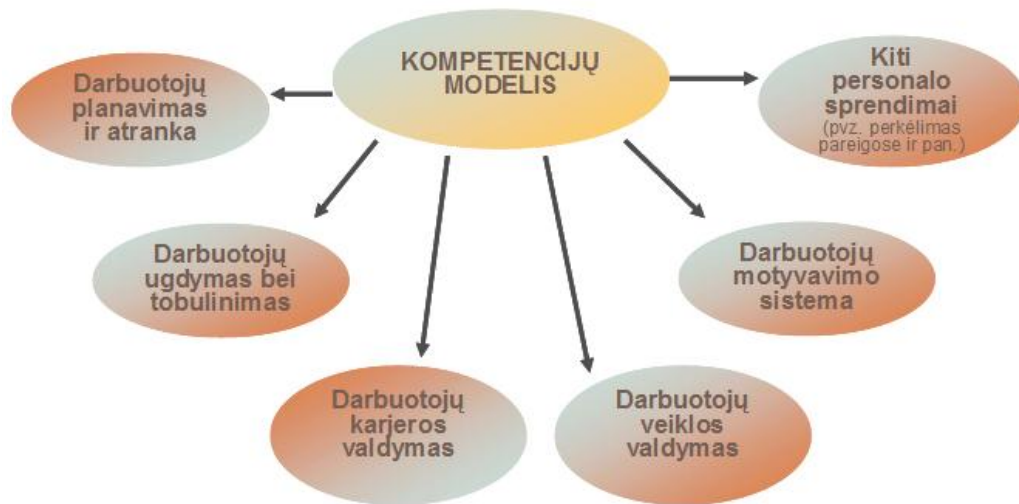 KOMPETENCIJŲ
MODELIS
Darbuotojų
planavimas
ir atranka
Kiti
personalo
sprendimai
(pvz. perkėlimas
pareigose ir pan.)
Darbuotojų
ugdymas bei
tobulinimas
Darbuotojų
motyvavimo
sistema
Darbuotojų
karjeros
valdymas
Darbuotojų
veiklos
valdymas